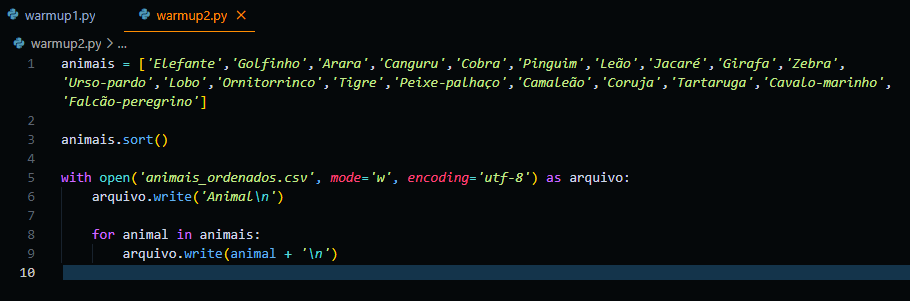 warmup1.py warmup2.py ×
warmup2.py > ...
1 animais = ['Elefante','Golfinho','Arara','Canguru','Cobra','Pinguim','Leão','Jacaré','Girafa','Zebra',
'Urso-pardo','Lobo','Ornitorrinco','Tigre','Peixe-palhaço','Camaleão','Coruja','Tartaruga','Cavalo-marinho',
'Falcão-peregrino']
2
3 animais.sort()
4
5 with open('animais_ordenados.csv', mode='w', encoding='utf-8') as arquivo:
6     arquivo.write('Animal\n')
7
8     for animal in animais:
9         arquivo.write(animal + '\n')
10